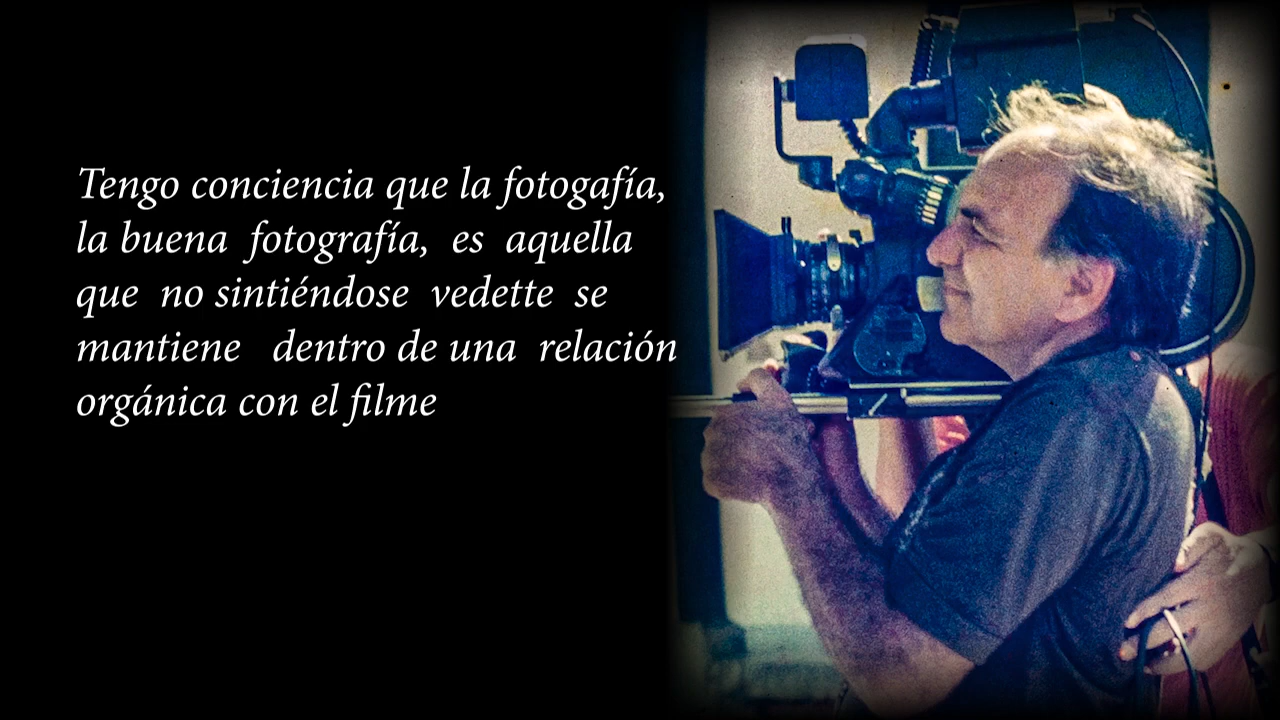 Tengo conciencia que la fotogafía,
la buena fotografía, es aquella
que no sintiéndose vedette se
mantiene dentro de una relación
orgánica con el filme